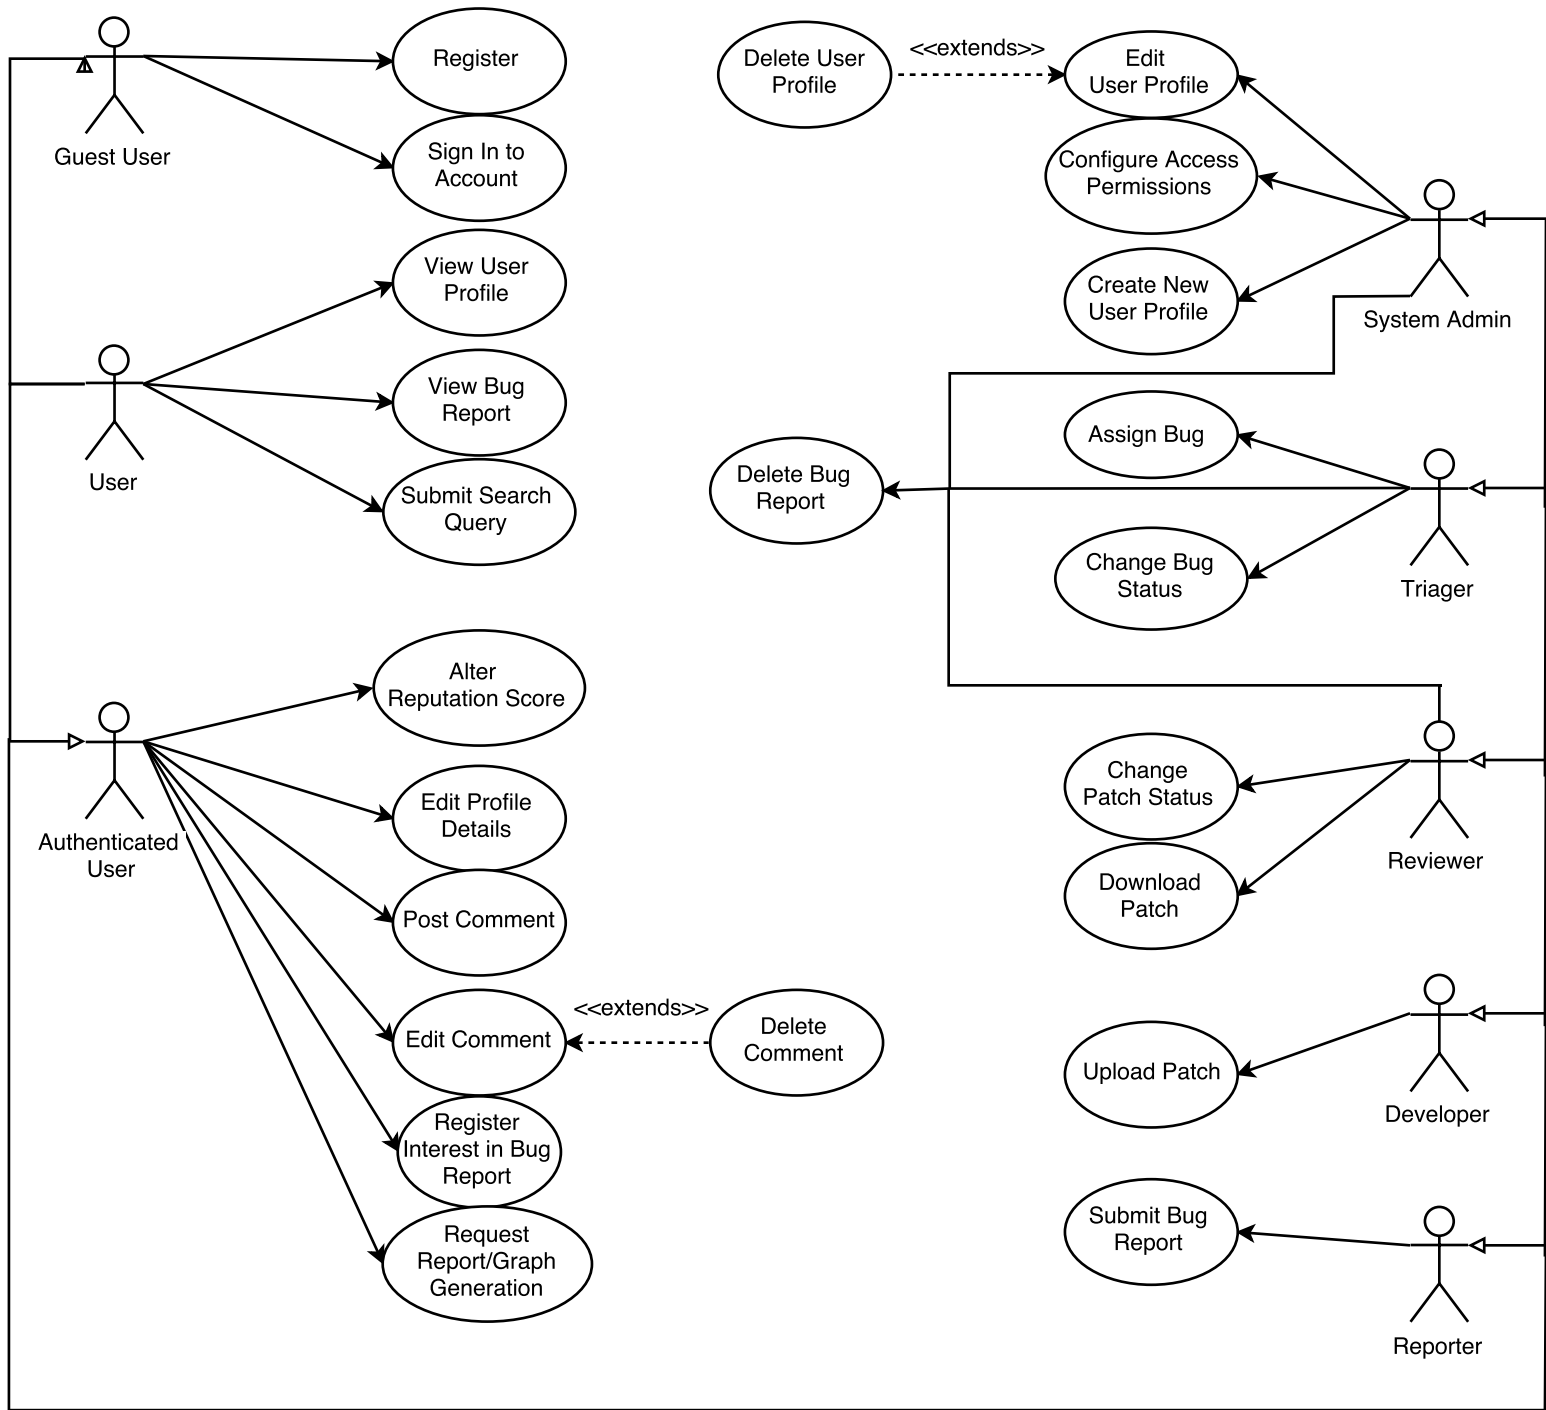 Register
Guest User
Sign In to
Account
View User
Profile
View Bug
Report
User
Submit Search
Query
Alter
Reputation Score
Authenticated
User
Edit Profile
Details
Post Comment
Edit Comment
<<extends>>
Delete
Comment
Register
Interest in Bug
Report
Request
Report/Graph
Generation
Delete User
Profile
<<extends>>
Edit
User Profile
Configure Access
Permissions
Create New
User Profile
System Admin
Assign Bug
Delete Bug
Report
Change Bug
Status
Triager
Change
Patch Status
Download
Patch
Reviewer
Upload Patch
Developer
Submit Bug
Report
Reporter